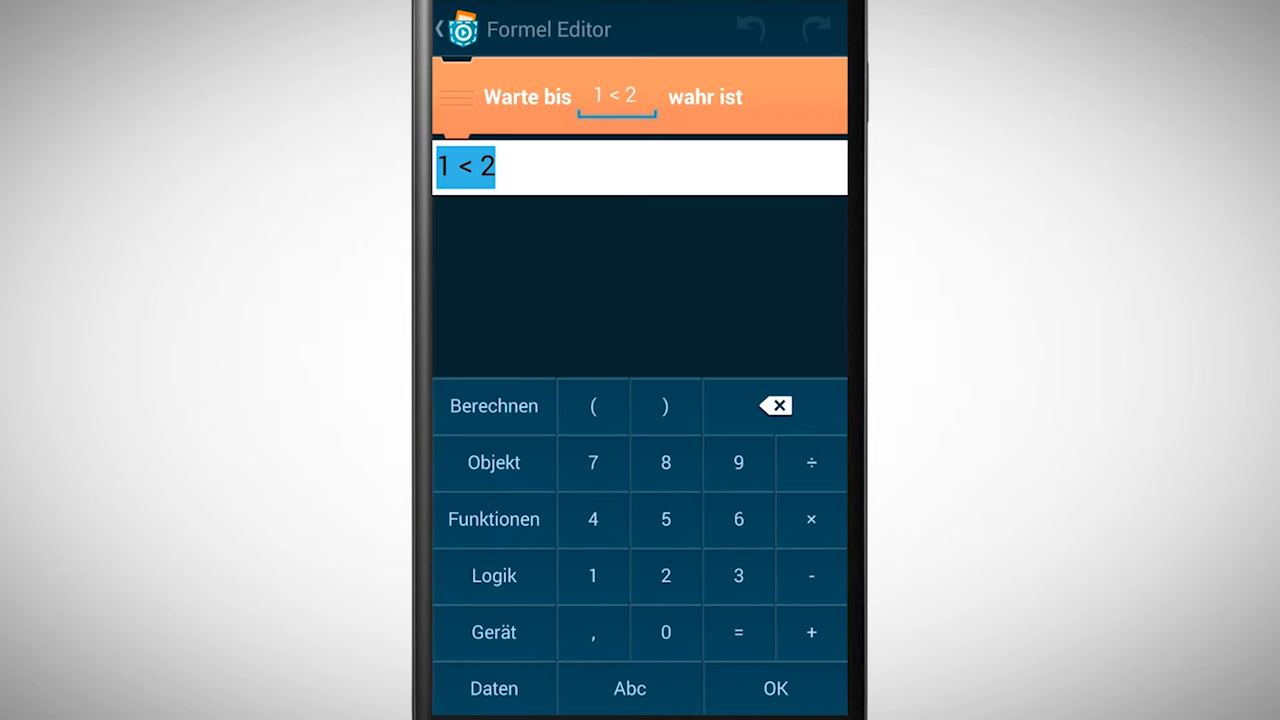 Formel Editor
Warte bis 1 < 2 wahr ist
1 < 2
Berechnen ( )
Objekt 7 8 9 ÷
Funktionen 4 5 6 ×
Logik 1 2 3 -
Gerät , 0 = +
Daten Abc OK